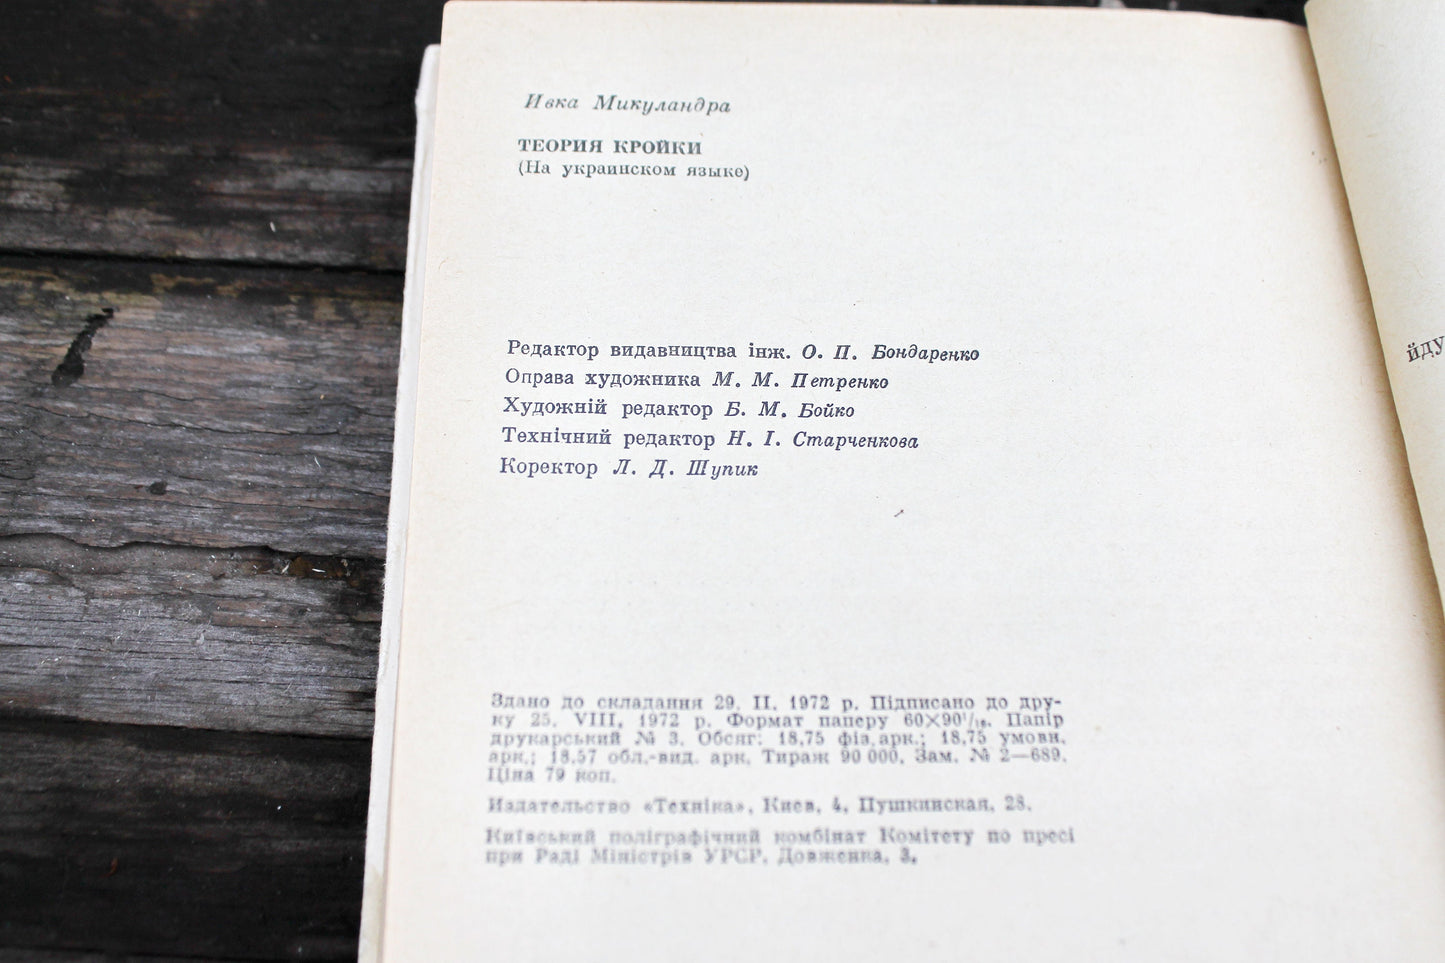 Ивка Микуландра
ТЕОРИЯ КРОЙКИ
(На украинском языке)
Редактор видавництва інж. О. П. Бондаренко
Оправа художника М. М. Петренко
Художній редактор Б. М. Бойко
Технічний редактор Н. І. Старченкова
Коректор Л. Д. Шупик
Здано до складання 29. II. 1972 р. Підписано до дру-
ку 25. VIII. 1972 р. Формат паперу 60×90¹/₁₆. Папір
друкарський № 3. Обсяг: 18,75 фіз.арк.; 18,75 умовн.
арк.; 18,57 обл.-вид. арк. Тираж 90 000. Зам. № 2—689.
Ціна 79 коп.
Издательство «Техніка», Киев, 4, Пушкинская, 28.
Київський поліграфічний комбінат Комітету по пресі
при Раді Міністрів УРСР, Довженка, 3.
йду